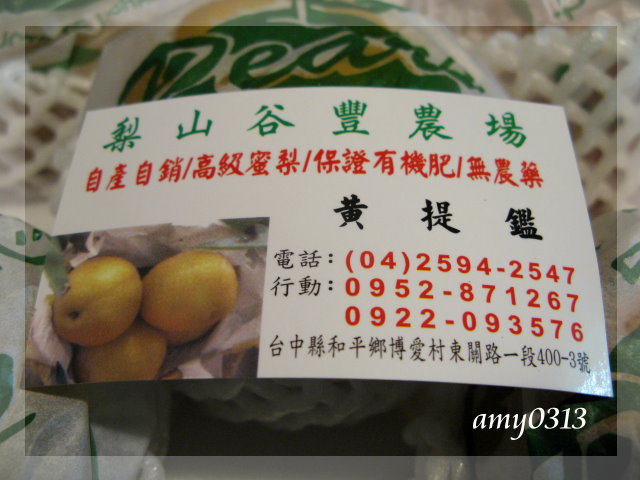 Pear
梨山谷豐農場
自產自銷/高級蜜梨/保證有機肥/無農藥
黃提鑑
電話：(04)2594-2547
行動：0952-871267
0922-093576
台中縣和平鄉博愛村東關路一段400-3號
amy0313